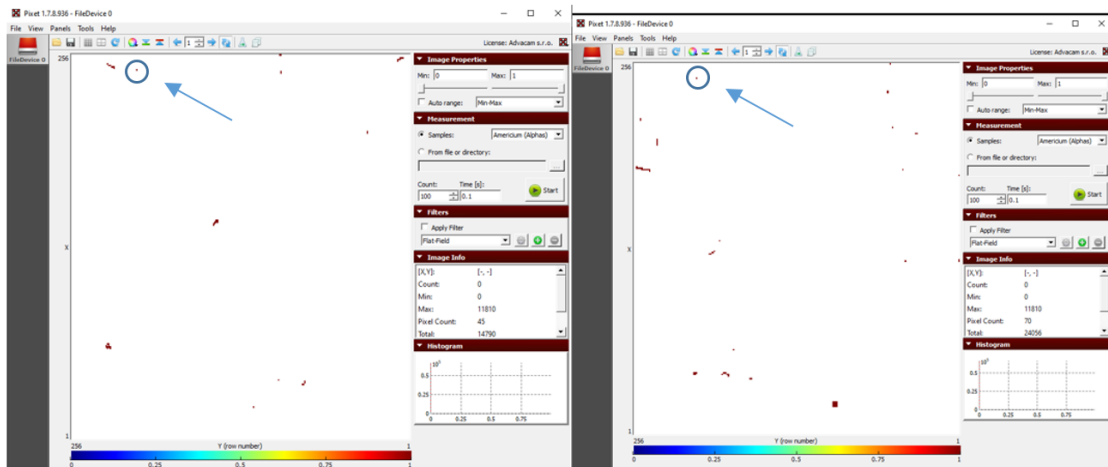 Pixet 1.7.8.936 - FileDevice 0
File View Panels Tools Help
FileDevice 0
1
License: Advacam s.r.o.
256
X
1
256
Y (row number)
1
0
0.25
0.5
0.75
1
Image Properties
Min: 0 Max: 1
Auto range: Min-Max
Measurement
Samples: Americium (Alphas)
From file or directory:
...
Count: Time [s]:
100 0.1 Start
Filters
Apply Filter
Flat-Field
Image Info
[X,Y]: [-, -]
Count: 0
Min: 0
Max: 11810
Pixel Count: 45
Total: 14790
Histogram
10⁵
0.5
0.25
0
0 0.25 0.5 0.75
Pixet 1.7.8.936 - FileDevice 0
File View Panels Tools Help
FileDevice 0
1
License: Advacam s.r.o.
256
X
1
256
Y (row number)
1
0
0.25
0.5
0.75
1
Image Properties
Min: 0 Max: 1
Auto range: Min-Max
Measurement
Samples: Americium (Alphas)
From file or directory:
...
Count: Time [s]:
100 0.1 Start
Filters
Apply Filter
Flat-Field
Image Info
[X,Y]: [-, -]
Count: 0
Min: 0
Max: 11810
Pixel Count: 70
Total: 24056
Histogram
0.5
0.25
0
0 0.25 0.5 0.75